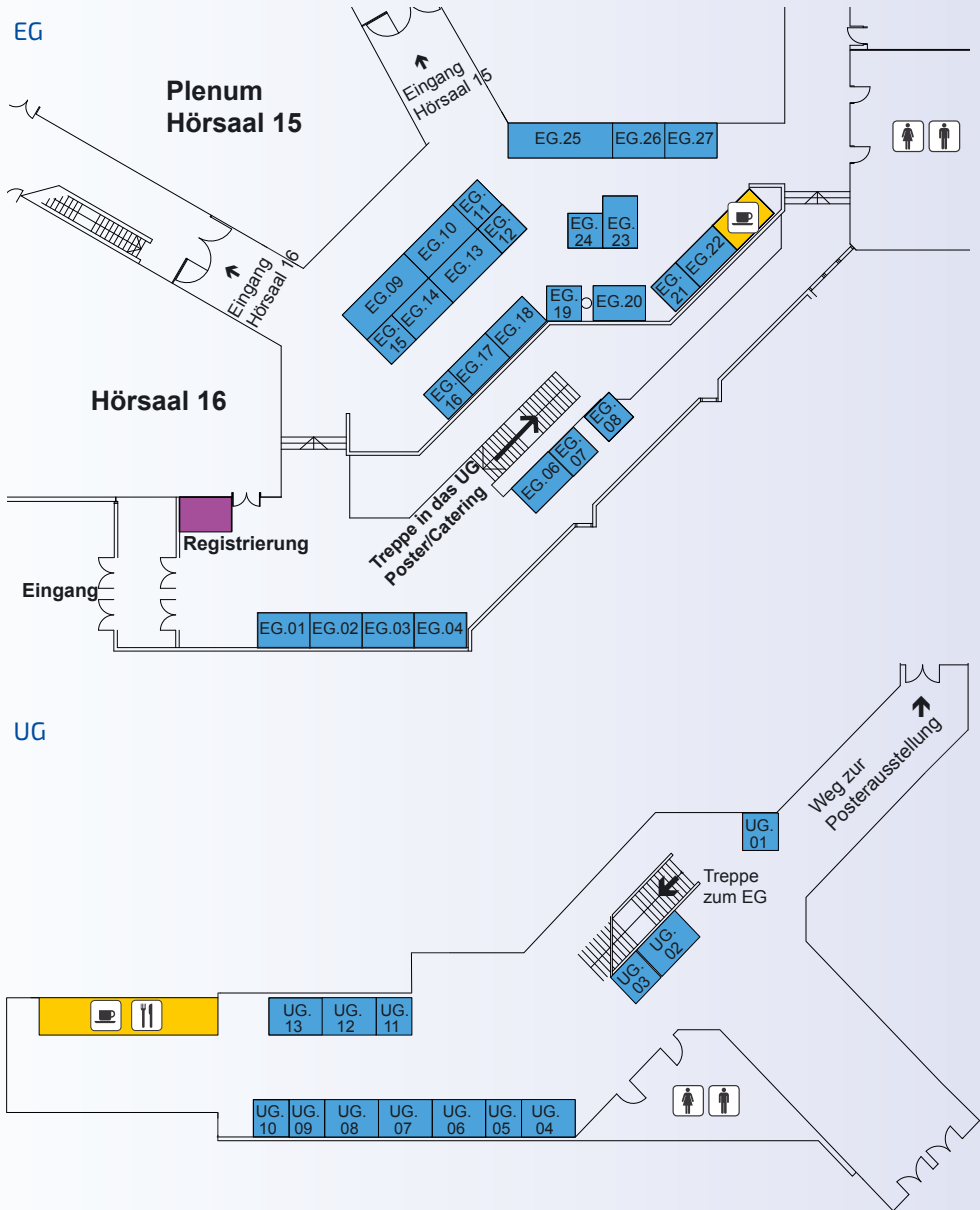 EG
Plenum
Hörsaal 15
Eingang
Hörsaal 15
EG.25
EG.26
EG.27
EG.
11
EG.
12
EG.10
EG.13
EG.09
EG.14
EG.
15
EG.
24
EG.
23
EG.22
EG.
21
EG.
19
EG.20
EG.18
EG.17
EG.
16
Eingang
Hörsaal 16
Hörsaal 16
EG.
08
EG.
07
EG.06
Treppe in das UG
Poster/Catering
Registrierung
Eingang
EG.01
EG.02
EG.03
EG.04
UG
Weg zur
Posterausstellung
UG.
01
Treppe
zum EG
UG.
02
UG.
03
UG.
13
UG.
12
UG.
11
UG.
10
UG.
09
UG.
08
UG.
07
UG.
06
UG.
05
UG.
04